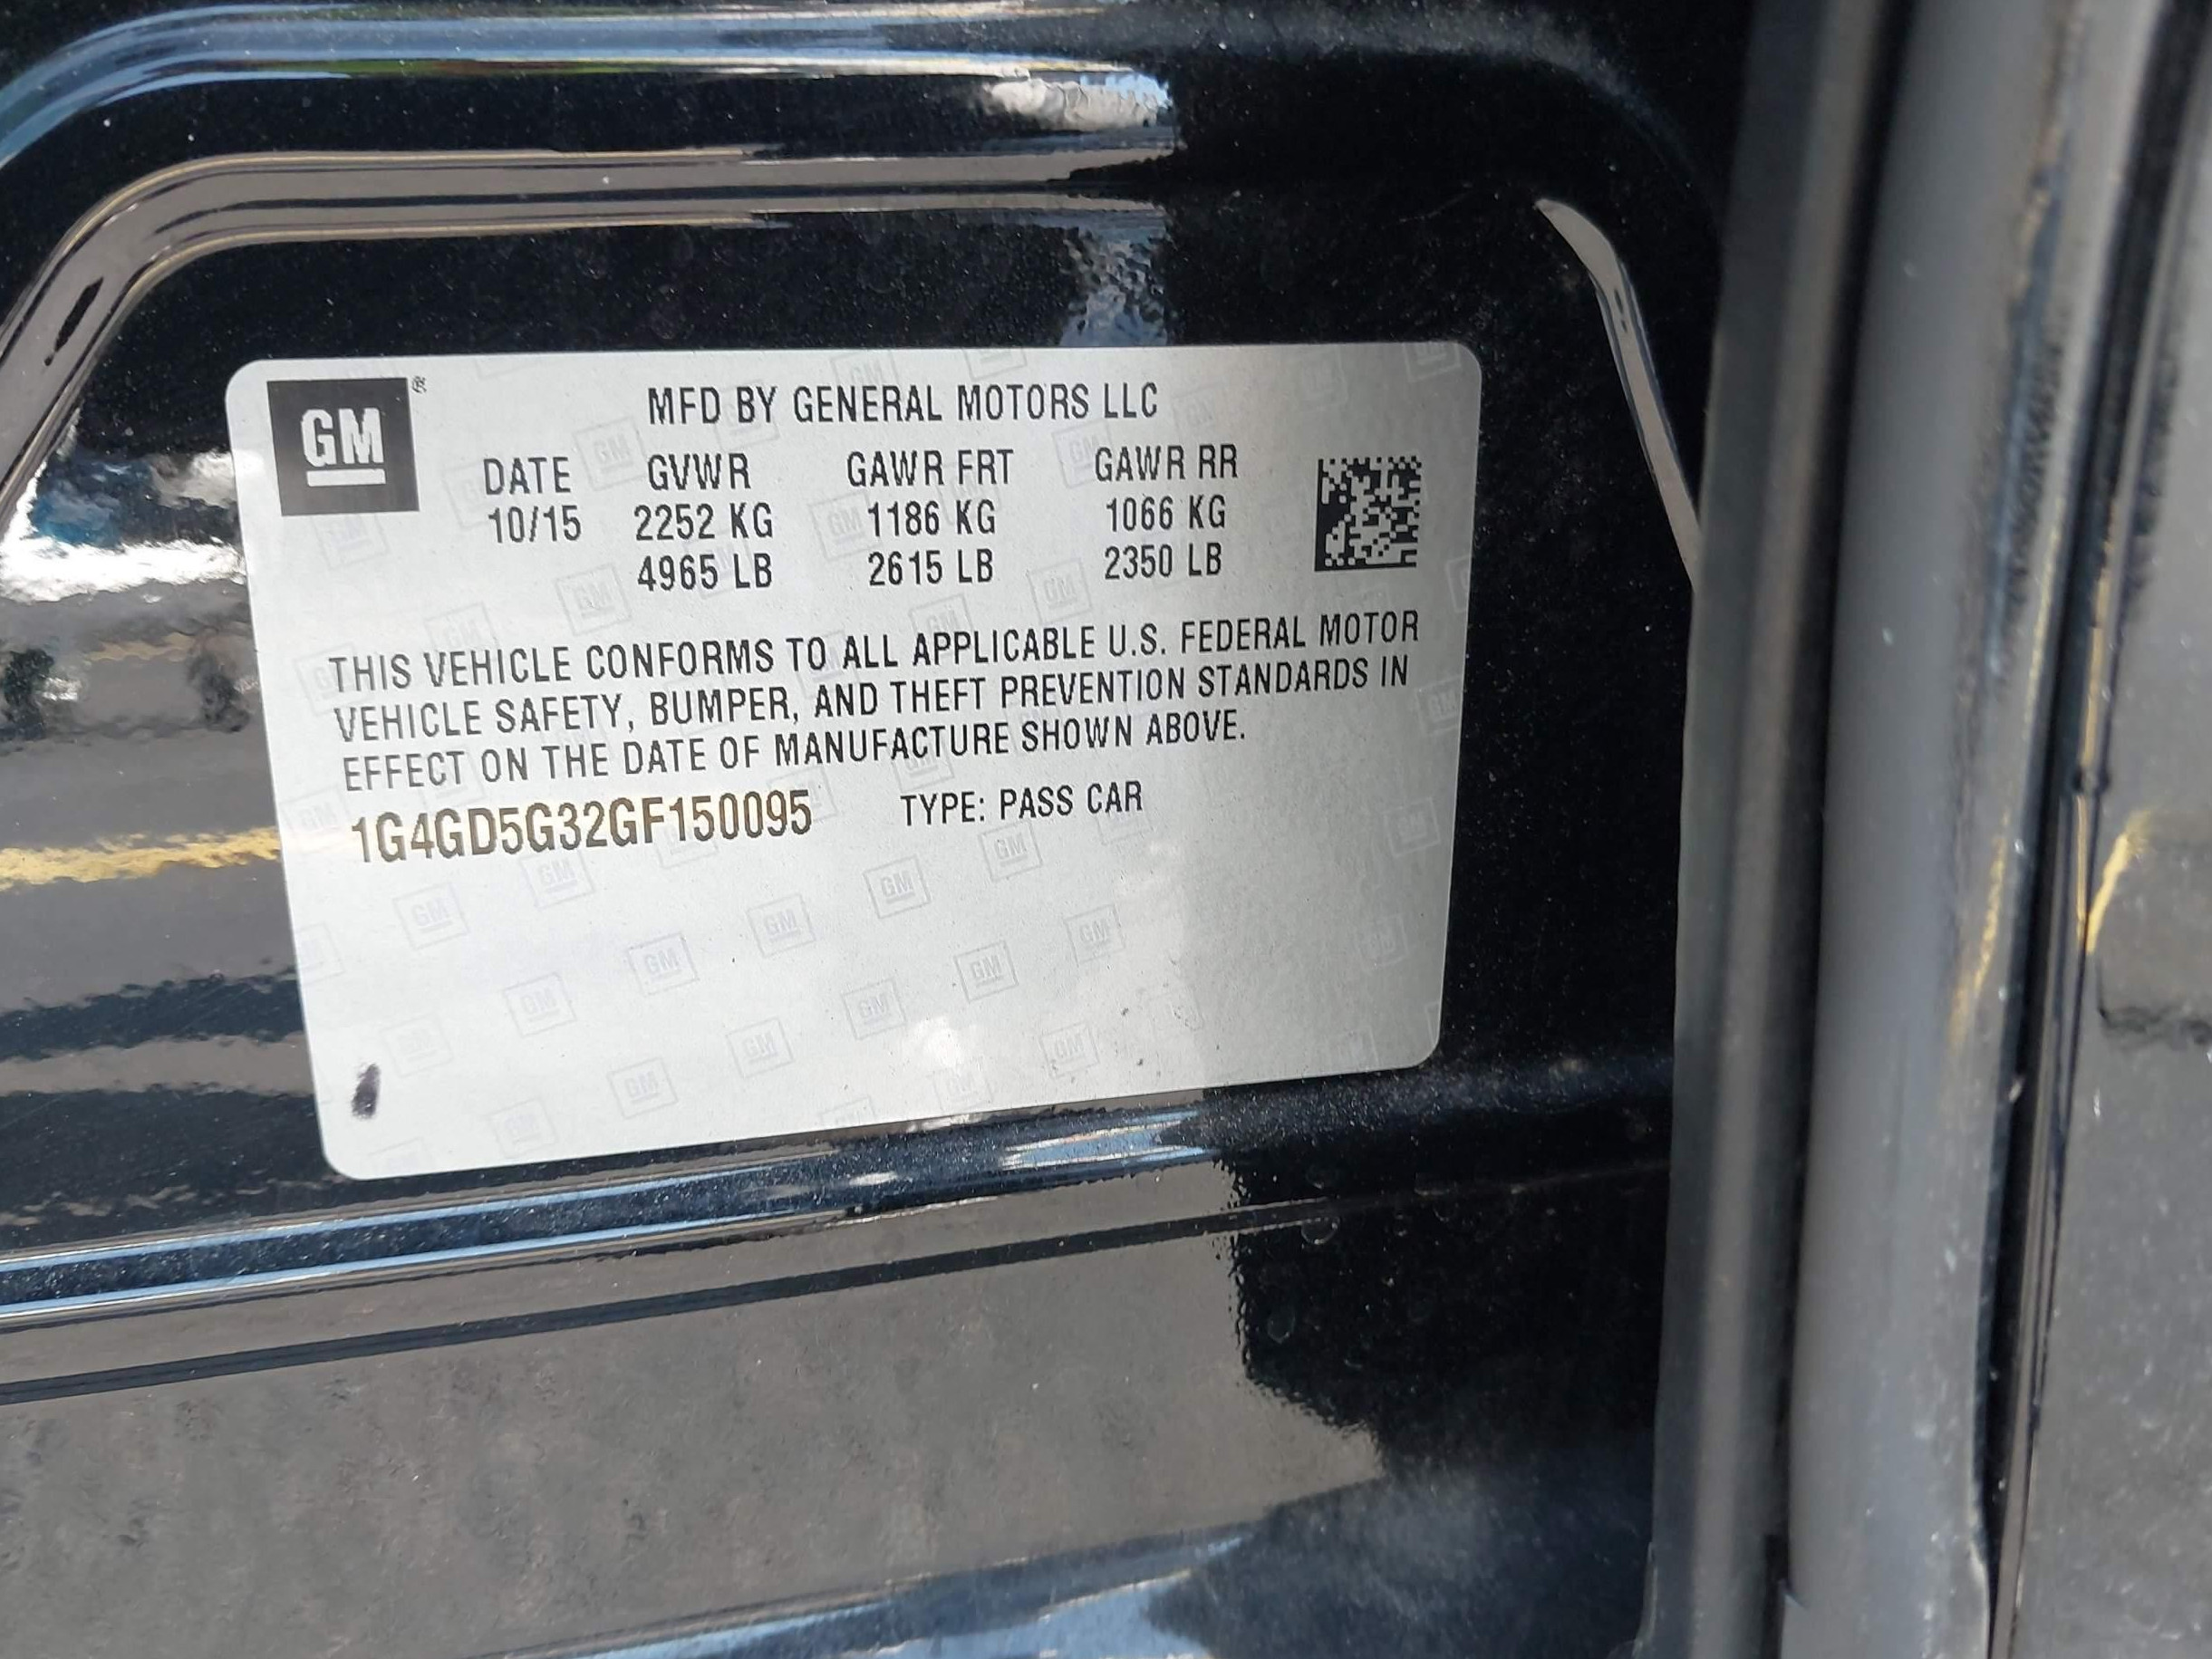 GM ®
MFD BY GENERAL MOTORS LLC
DATE GVWR GAWR FRT GAWR RR
10/15 2252 KG 1186 KG 1066 KG
4965 LB 2615 LB 2350 LB
THIS VEHICLE CONFORMS TO ALL APPLICABLE U.S. FEDERAL MOTOR
VEHICLE SAFETY, BUMPER, AND THEFT PREVENTION STANDARDS IN
EFFECT ON THE DATE OF MANUFACTURE SHOWN ABOVE.
1G4GD5G32GF150095 TYPE: PASS CAR